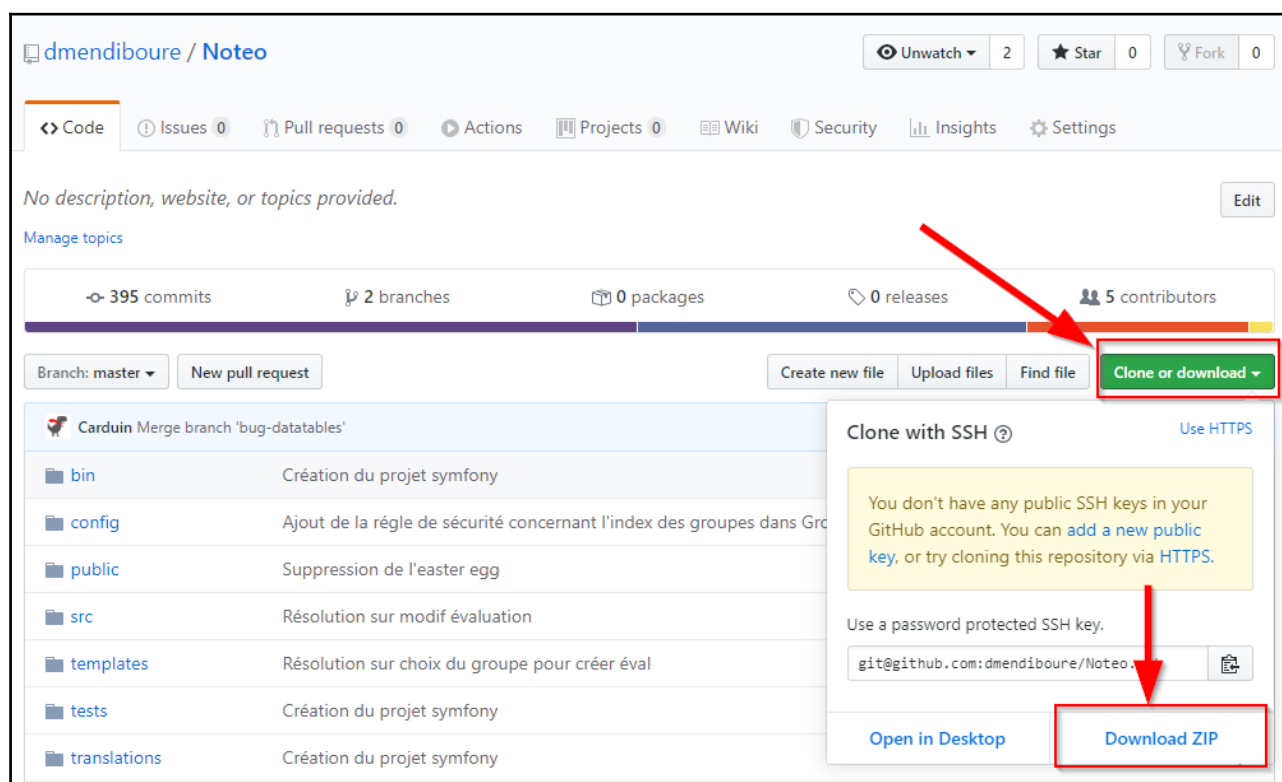 dmendiboure / Noteo
Unwatch 2 Star 0 Fork 0
Code Issues 0 Pull requests 0 Actions Projects 0 Wiki Security Insights Settings
No description, website, or topics provided.
Edit
Manage topics
395 commits 2 branches 0 packages 0 releases 5 contributors
Branch: master New pull request Create new file Upload files Find file Clone or download
Carduin Merge branch 'bug-datatables'
bin Création du projet symfony
config Ajout de la régle de sécurité concernant l'index des groupes dans Gro
public Suppression de l'easter egg
src Résolution sur modif évaluation
templates Résolution sur choix du groupe pour créer éval
tests Création du projet symfony
translations Création du projet symfony
Clone with SSH Use HTTPS
You don't have any public SSH keys in your
GitHub account. You can add a new public
key, or try cloning this repository via HTTPS.
Use a password protected SSH key.
git@github.com:dmendiboure/Noteo.
Open in Desktop Download ZIP